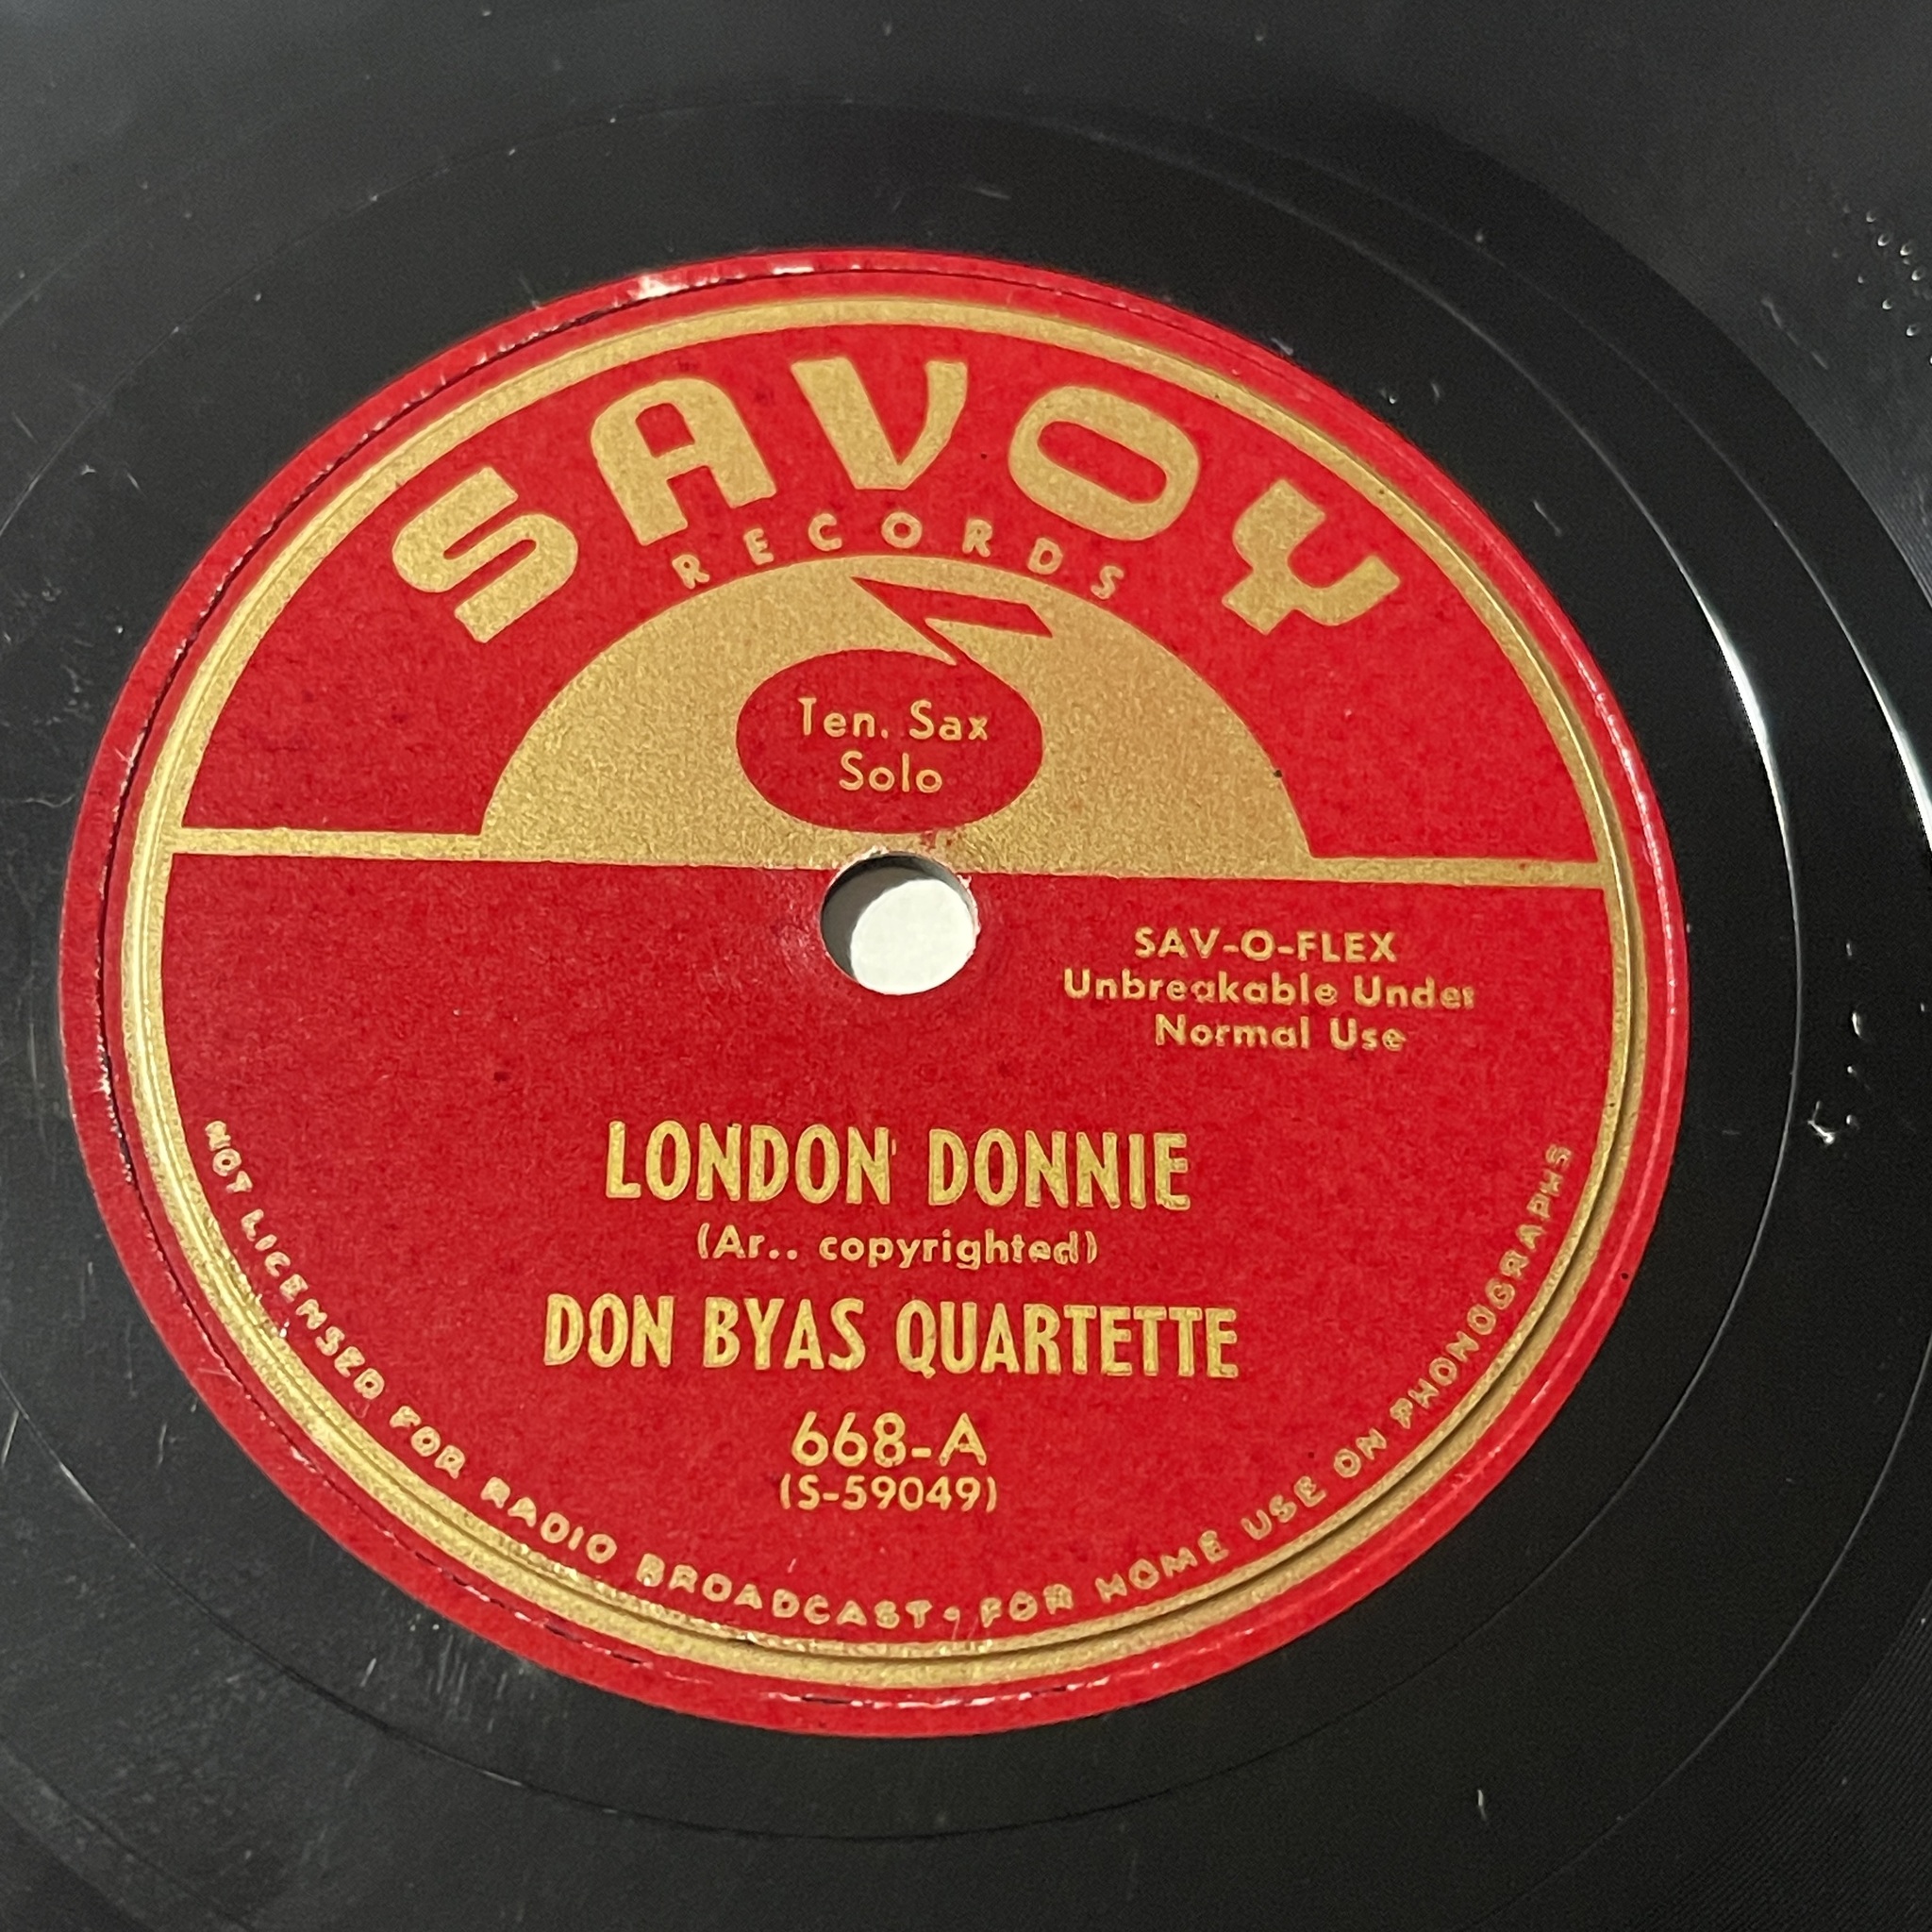 SAVOY
RECORDS
Ten. Sax
Solo
SAV-O-FLEX
Unbreakable Under
Normal Use
LONDON DONNIE
(Ar.. copyrighted)
DON BYAS QUARTETTE
668-A
(S-59049)
NOT LICENSED FOR RADIO BROADCAST • FOR HOME USE ON PHONOGRAPHS